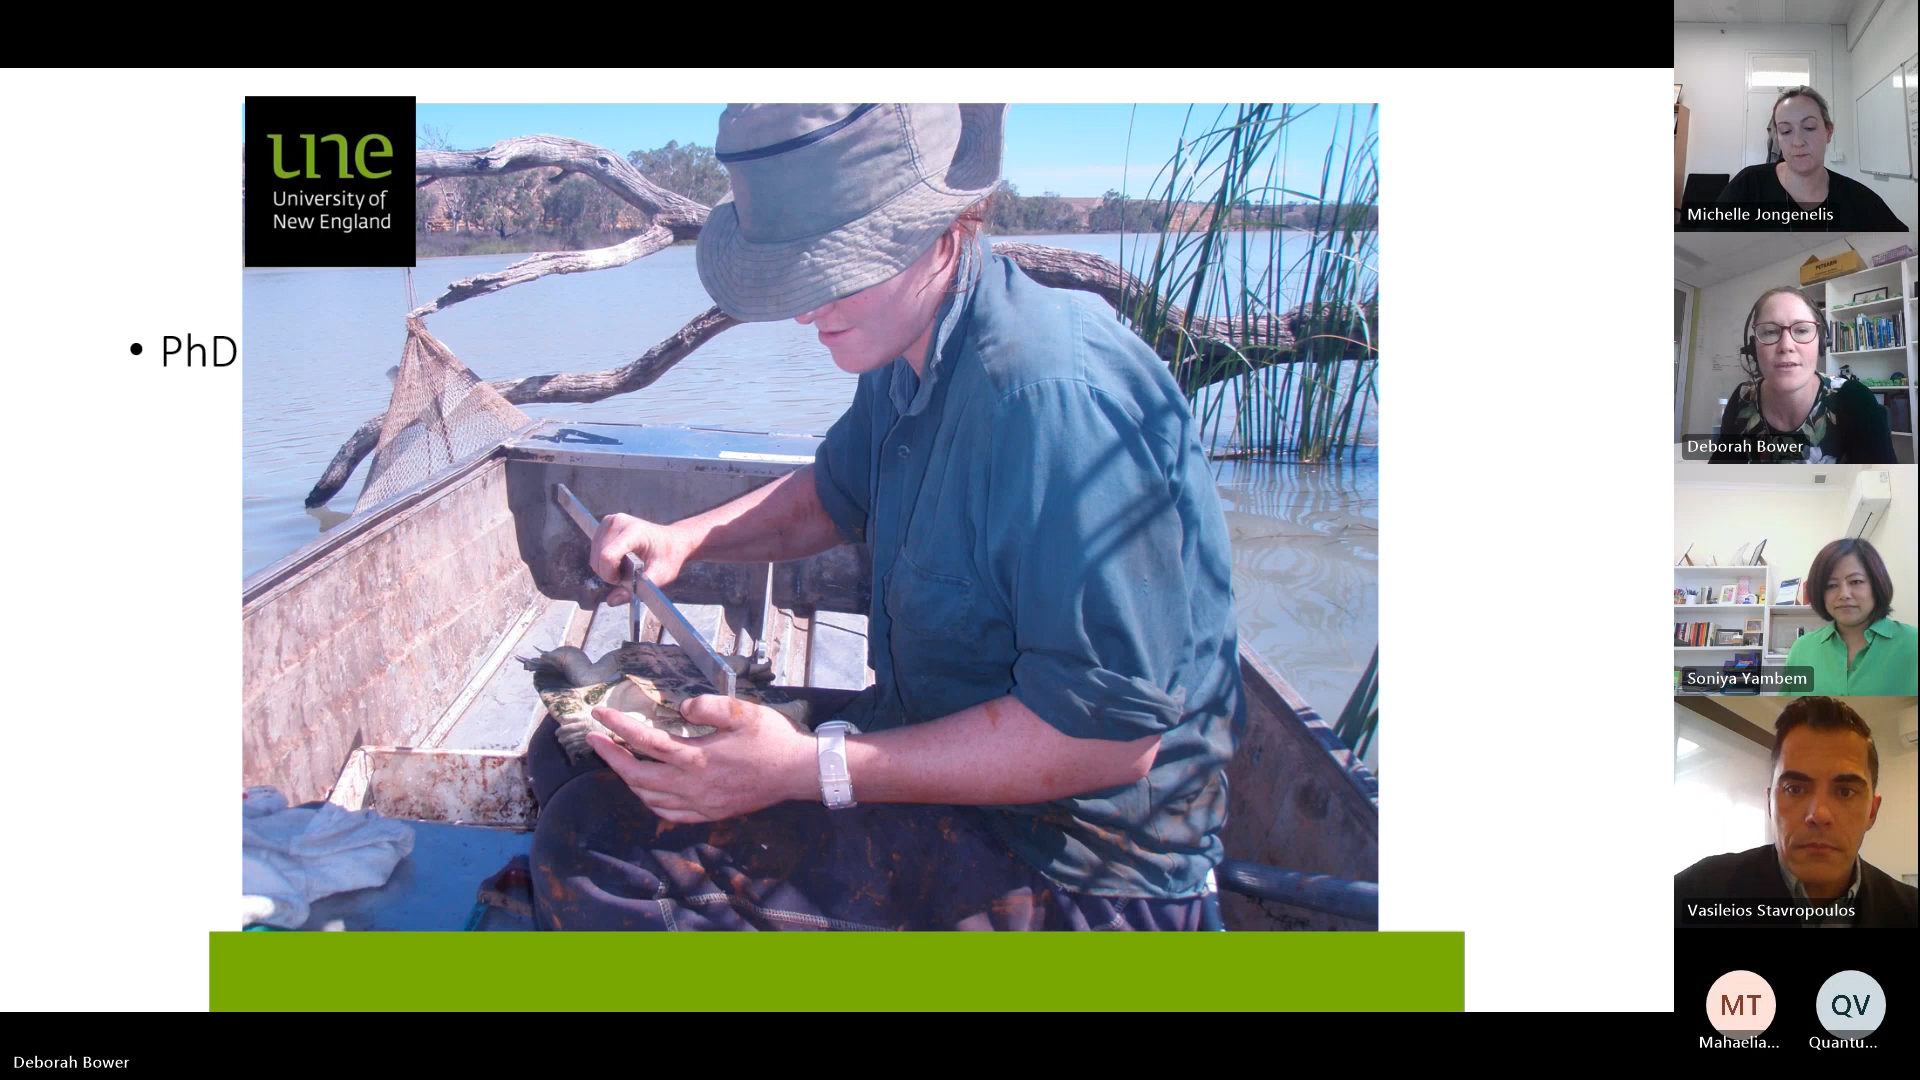 une
University of
New England
• PhD
Michelle Jongenelis
Deborah Bower
Soniya Yambem
Vasileios Stavropoulos
MT
QV
Mahaelia...
Quantu...
Deborah Bower